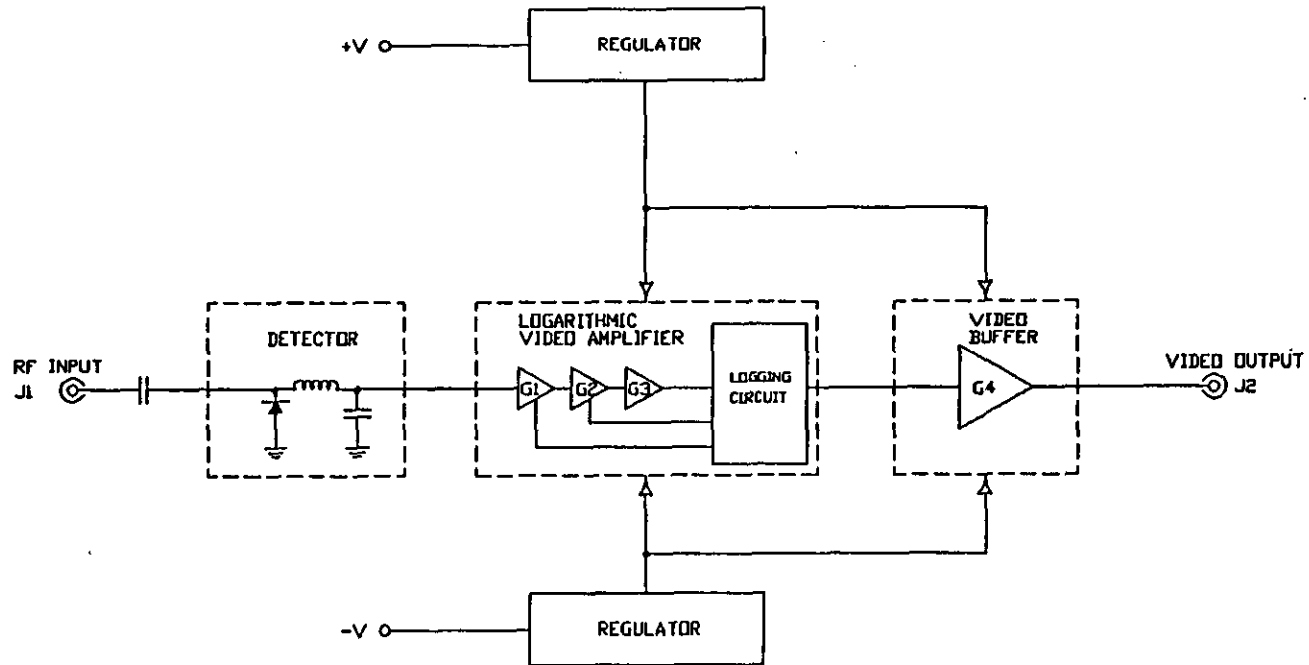 +V
REGULATOR
LOGARITHMIC
VIDEO AMPLIFIER
VIDEO
BUFFER
DETECTOR
RF INPUT
J1
G1
G2
G3
LOGGING
CIRCUIT
G4
VIDEO OUTPUT
J2
-V
REGULATOR